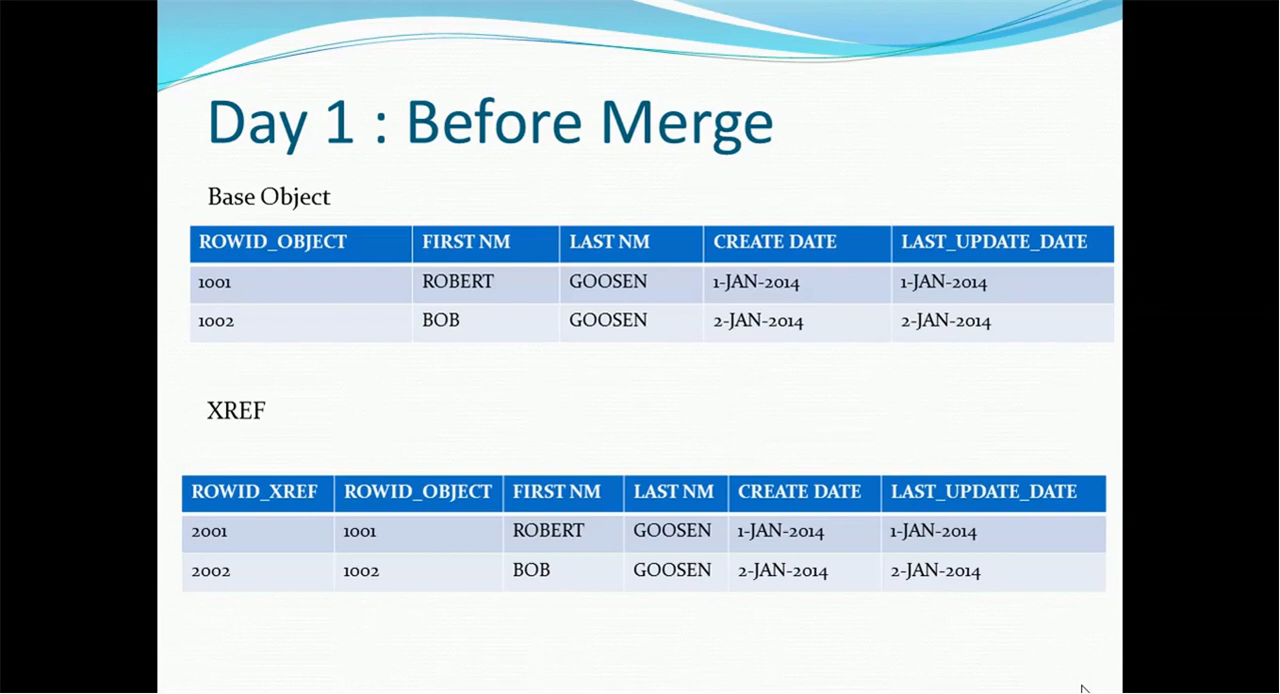 Day 1 : Before Merge
Base Object
ROWID_OBJECT FIRST NM LAST NM CREATE DATE LAST_UPDATE_DATE
1001 ROBERT GOOSEN 1-JAN-2014 1-JAN-2014
1002 BOB GOOSEN 2-JAN-2014 2-JAN-2014
XREF
ROWID_XREF ROWID_OBJECT FIRST NM LAST NM CREATE DATE LAST_UPDATE_DATE
2001 1001 ROBERT GOOSEN 1-JAN-2014 1-JAN-2014
2002 1002 BOB GOOSEN 2-JAN-2014 2-JAN-2014